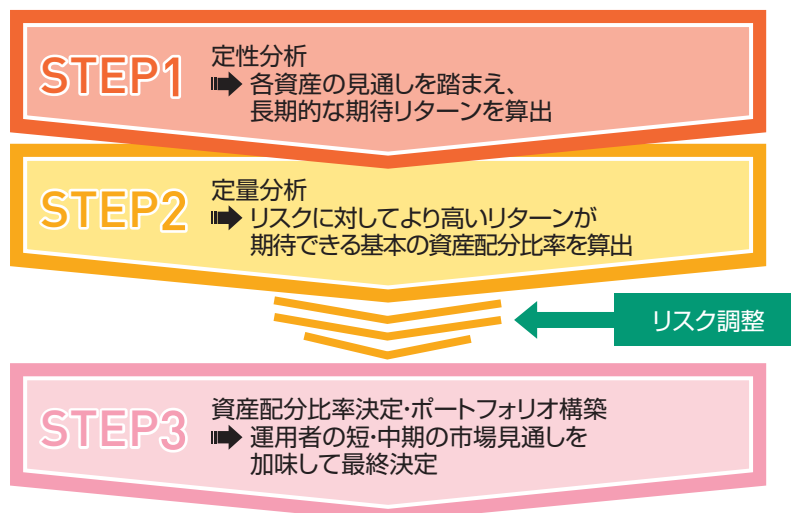 STEP1
定性分析
➡ 各資産の見通しを踏まえ、
長期的な期待リターンを算出
STEP2
定量分析
➡ リスクに対してより高いリターンが
期待できる基本の資産配分比率を算出
リスク調整
STEP3
資産配分比率決定・ポートフォリオ構築
➡ 運用者の短・中期の市場見通しを
加味して最終決定